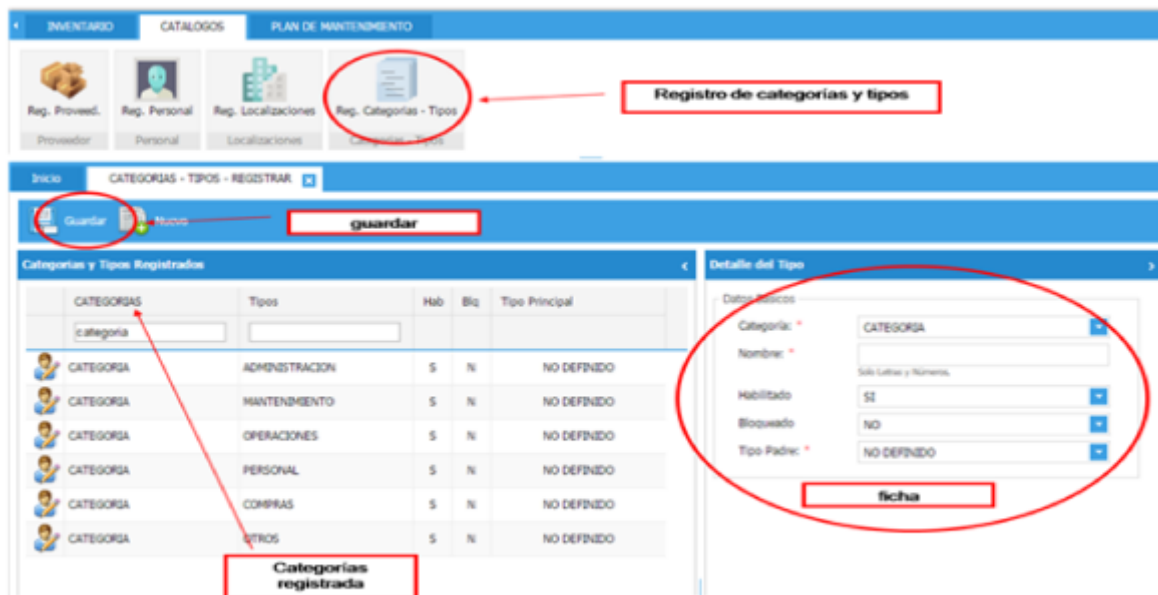 INVENTARIO CATALOGOS PLAN DE MANTENIMIENTO
Reg. Proveed. Reg. Personal Reg. Localizaciones Reg. Categorias - Tipos
Proveedor Personal Localizaciones Categorias - Tipos
Registro de categorías y tipos
Inicio CATEGORIAS - TIPOS - REGISTRAR
Guardar Nuevo
guardar
Categorias y Tipos Registrados
CATEGORIAS Tipos Hab Blq Tipo Principal
categoria
CATEGORIA ADMINISTRACION S N NO DEFINIDO
CATEGORIA MANTENIMIENTO S N NO DEFINIDO
CATEGORIA OPERACIONES S N NO DEFINIDO
CATEGORIA PERSONAL S N NO DEFINIDO
CATEGORIA COMPRAS S N NO DEFINIDO
CATEGORIA OTROS S N NO DEFINIDO
Categorías
registrada
Detalle del Tipo
Datos Básicos
Categoría: * CATEGORIA
Nombre: *
Sólo Letras y Números.
Habilitado SI
Bloqueado NO
Tipo Padre: * NO DEFINIDO
ficha